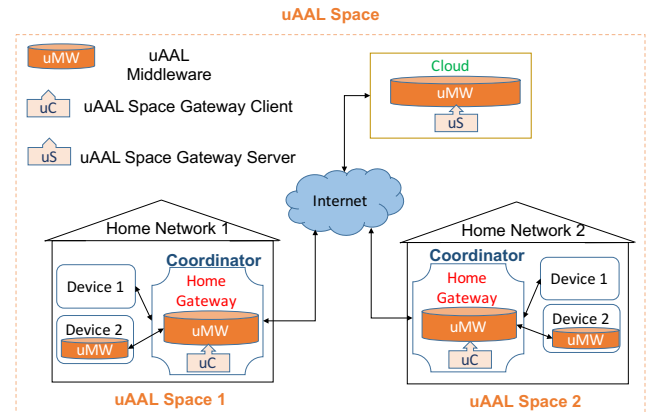 uAAL Space
uMW
uAAL
Middleware
uC
uAAL Space Gateway Client
uS
uAAL Space Gateway Server
Cloud
uMW
uS
Internet
Home Network 1
Coordinator
Device 1
Home
Gateway
Device 2
uMW
uMW
uC
uAAL Space 1
Home Network 2
Coordinator
Home
Gateway
Device 1
uMW
Device 2
uMW
uC
uAAL Space 2